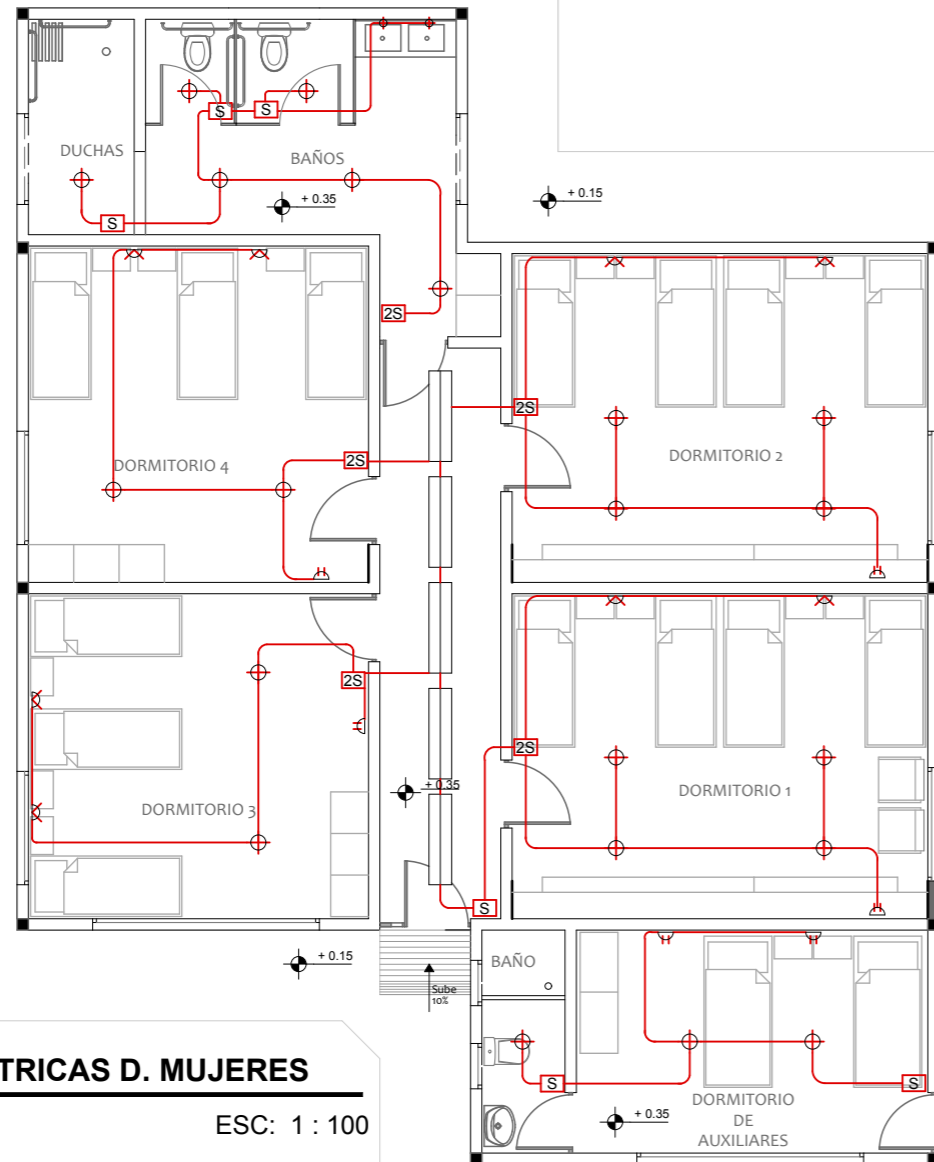 S
S
DUCHAS
BAÑOS
+ 0.35
+ 0.15
S
2S
2S
DORMITORIO 2
DORMITORIO 4
2S
2S
2S
DORMITORIO 1
+ 0.35
DORMITORIO 3
S
+ 0.15
BAÑO
Sube
10%
TRICAS D. MUJERES
S
S
DORMITORIO
DE
AUXILIARES
+ 0.35
ESC: 1 : 100